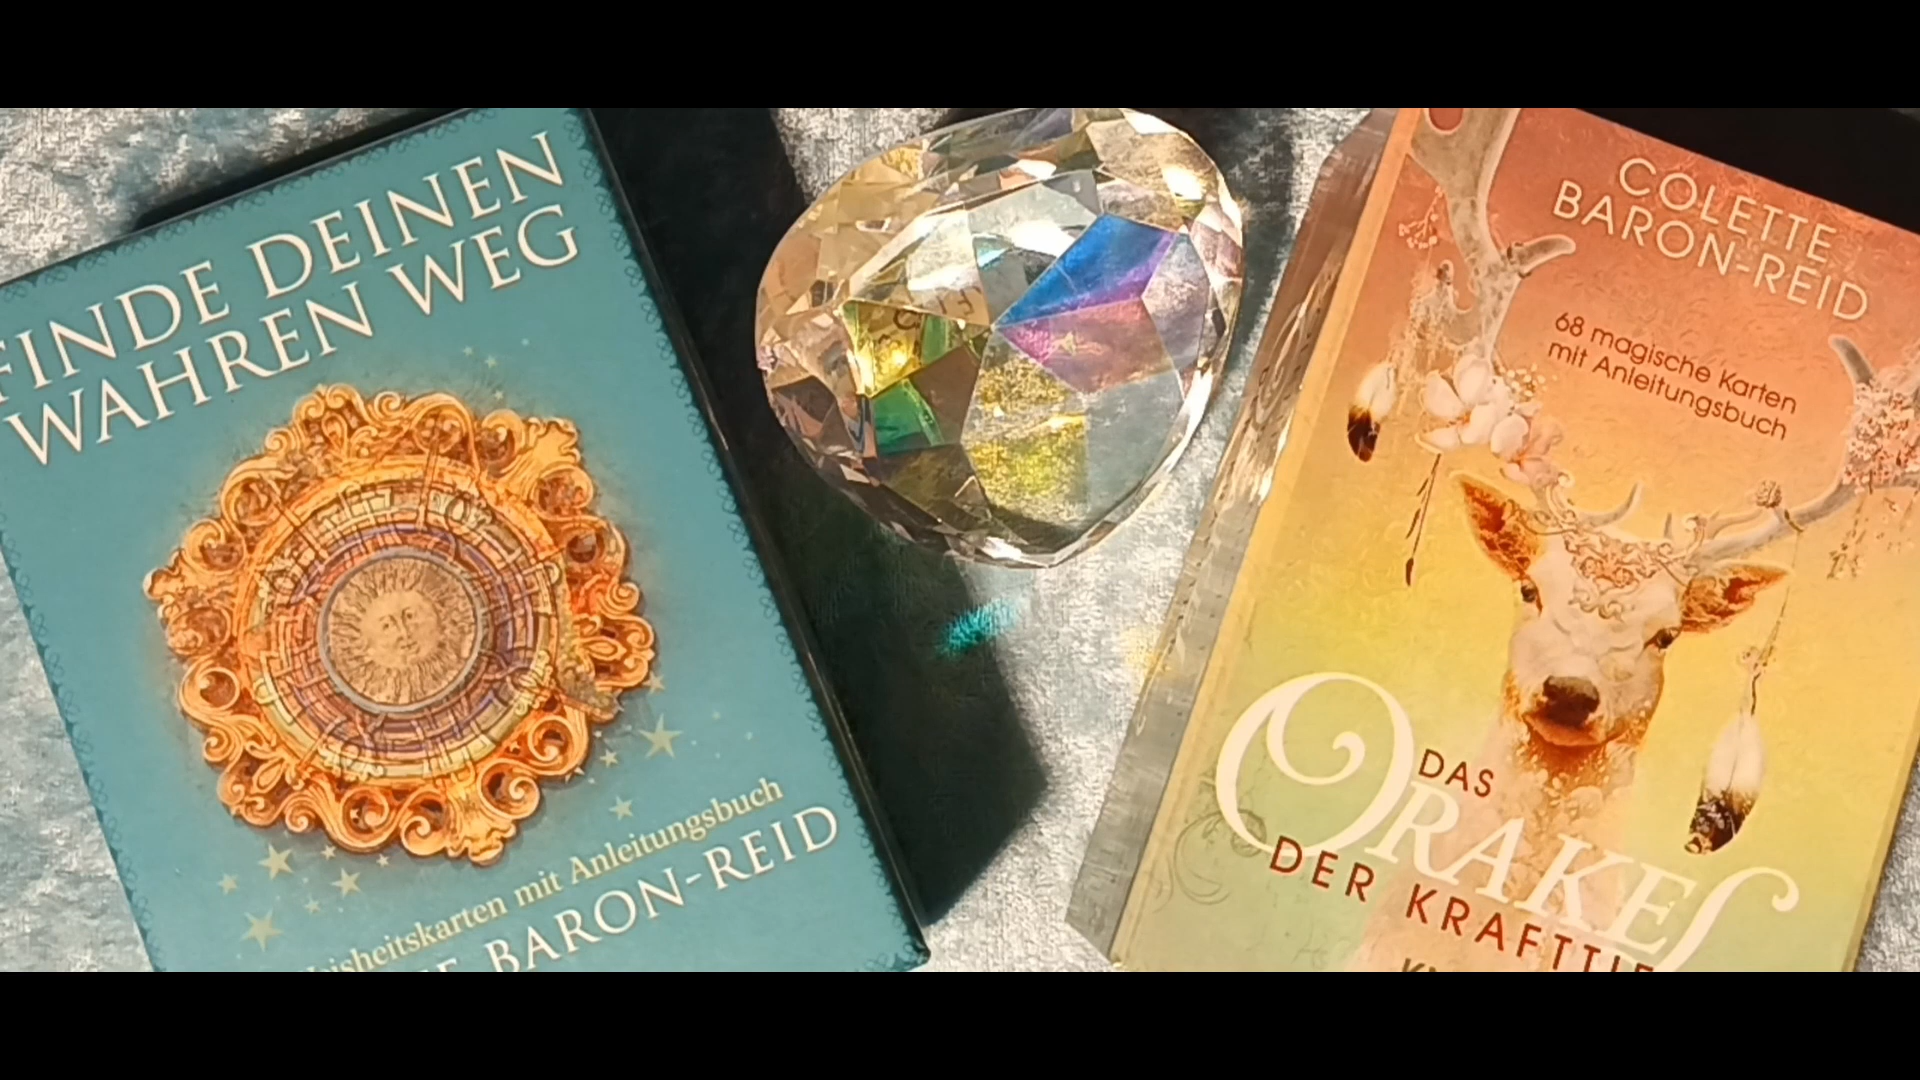 FINDE DEINEN
WAHREN WEG
mit Anleitungsbuch
BARON-REID
COLETTE
BARON-REID
68 magische Karten
mit Anleitungsbuch
DAS
ORAKEL
DER